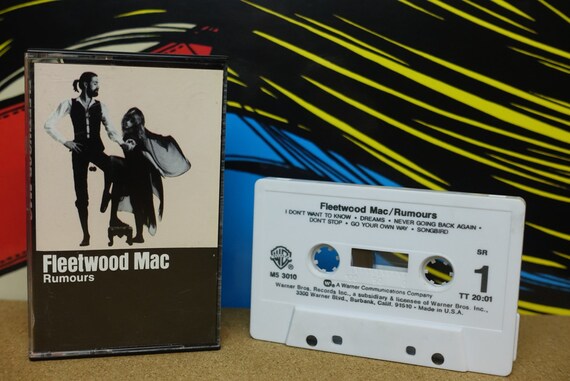 Fleetwood Mac
Rumours
Fleetwood Mac/Rumours
I DON'T WANT TO KNOW • DREAMS • NEVER GOING BACK AGAIN •
DON'T STOP • GO YOUR OWN WAY • SONGBIRD
SR
1
MS 3010
TT 20:01
A Warner Communications Company
Warner Bros. Records Inc., a subsidiary & licensee of Warner Bros. Inc.,
3300 Warner Blvd., Burbank, Calif. 91510 • Made in U.S.A.